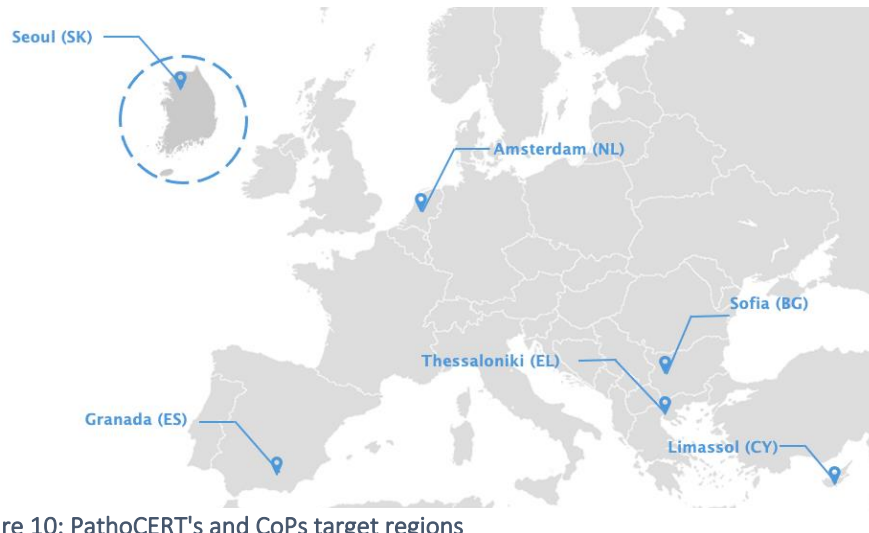 Seoul (SK)
Amsterdam (NL)
Sofia (BG)
Thessaloniki (EL)
Granada (ES)
Limassol (CY)
re 10: PathoCERT's and CoPs target regions